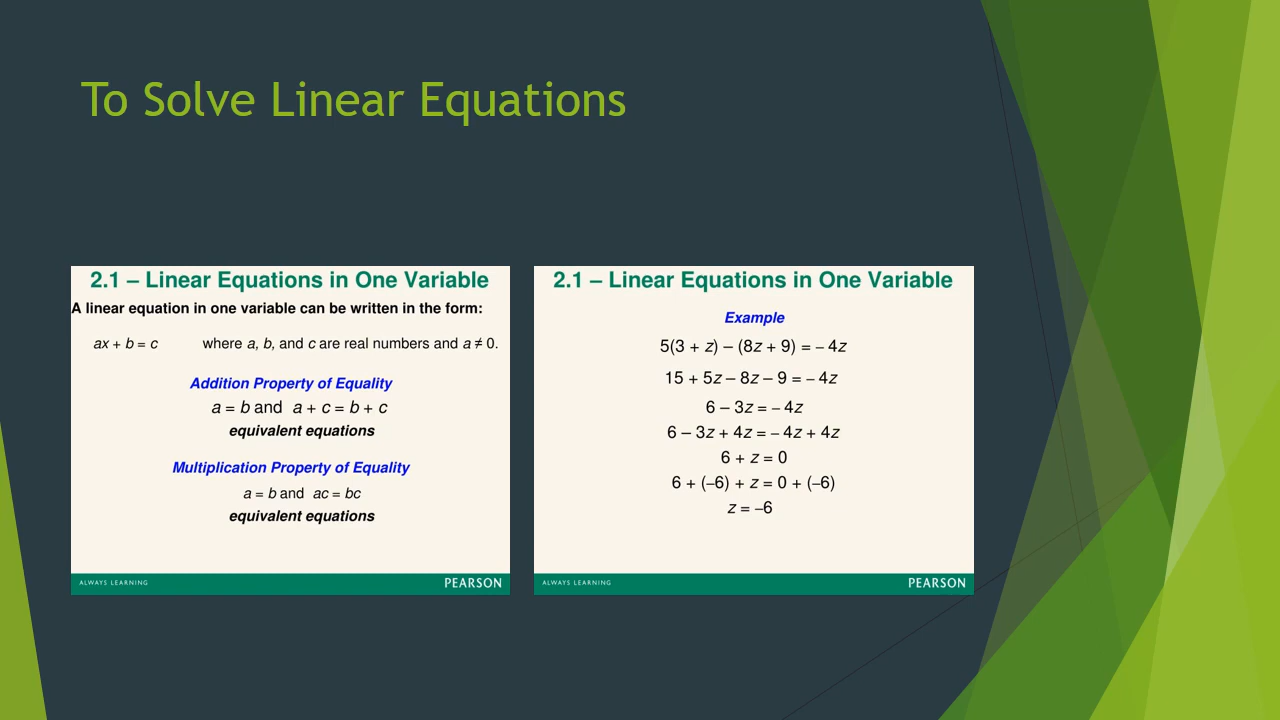 To Solve Linear Equations
2.1 – Linear Equations in One Variable
A linear equation in one variable can be written in the form:
ax + b = c where a, b, and c are real numbers and a ≠ 0.
Addition Property of Equality
a = b and a + c = b + c
equivalent equations
Multiplication Property of Equality
a = b and ac = bc
equivalent equations
ALWAYS LEARNING PEARSON
2.1 – Linear Equations in One Variable
Example
5(3 + z) – (8z + 9) = – 4z
15 + 5z – 8z – 9 = – 4z
6 – 3z = – 4z
6 – 3z + 4z = – 4z + 4z
6 + z = 0
6 + (–6) + z = 0 + (–6)
z = –6
ALWAYS LEARNING PEARSON